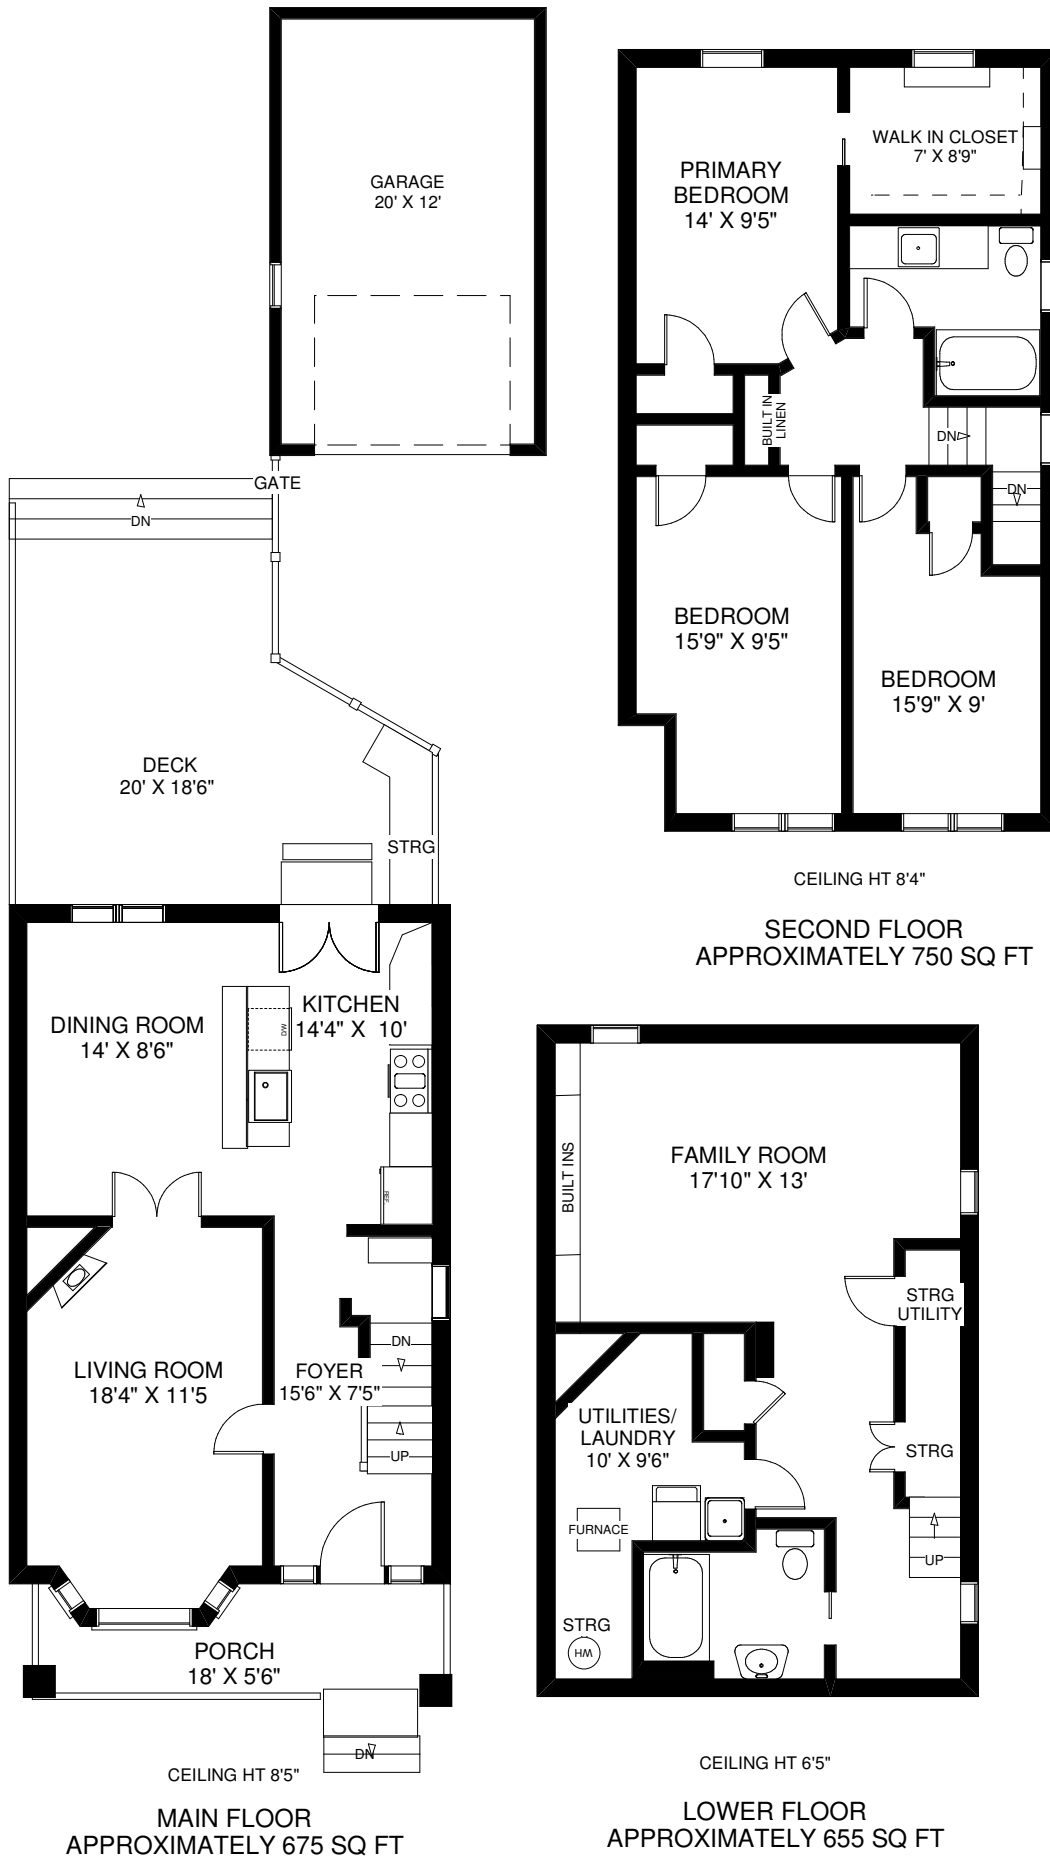 GARAGE
20' X 12'
GATE
DN
DECK
20' X 18'6"
STRG
KITCHEN
14'4" X 10'
DINING ROOM
14' X 8'6"
D/W
REF
LIVING ROOM
18'4" X 11'5
FOYER
15'6" X 7'5"
DN
UP
PORCH
18' X 5'6"
DN
CEILING HT 8'5"
MAIN FLOOR
APPROXIMATELY 675 SQ FT
PRIMARY
BEDROOM
14' X 9'5"
WALK IN CLOSET
7' X 8'9"
BUILT IN
LINEN
DN
DN
BEDROOM
15'9" X 9'5"
BEDROOM
15'9" X 9'
CEILING HT 8'4"
SECOND FLOOR
APPROXIMATELY 750 SQ FT
FAMILY ROOM
17'10" X 13'
BUILT INS
STRG
UTILITY
UTILITIES/
LAUNDRY
10' X 9'6"
STRG
FURNACE
UP
STRG
HW
CEILING HT 6'5"
LOWER FLOOR
APPROXIMATELY 655 SQ FT